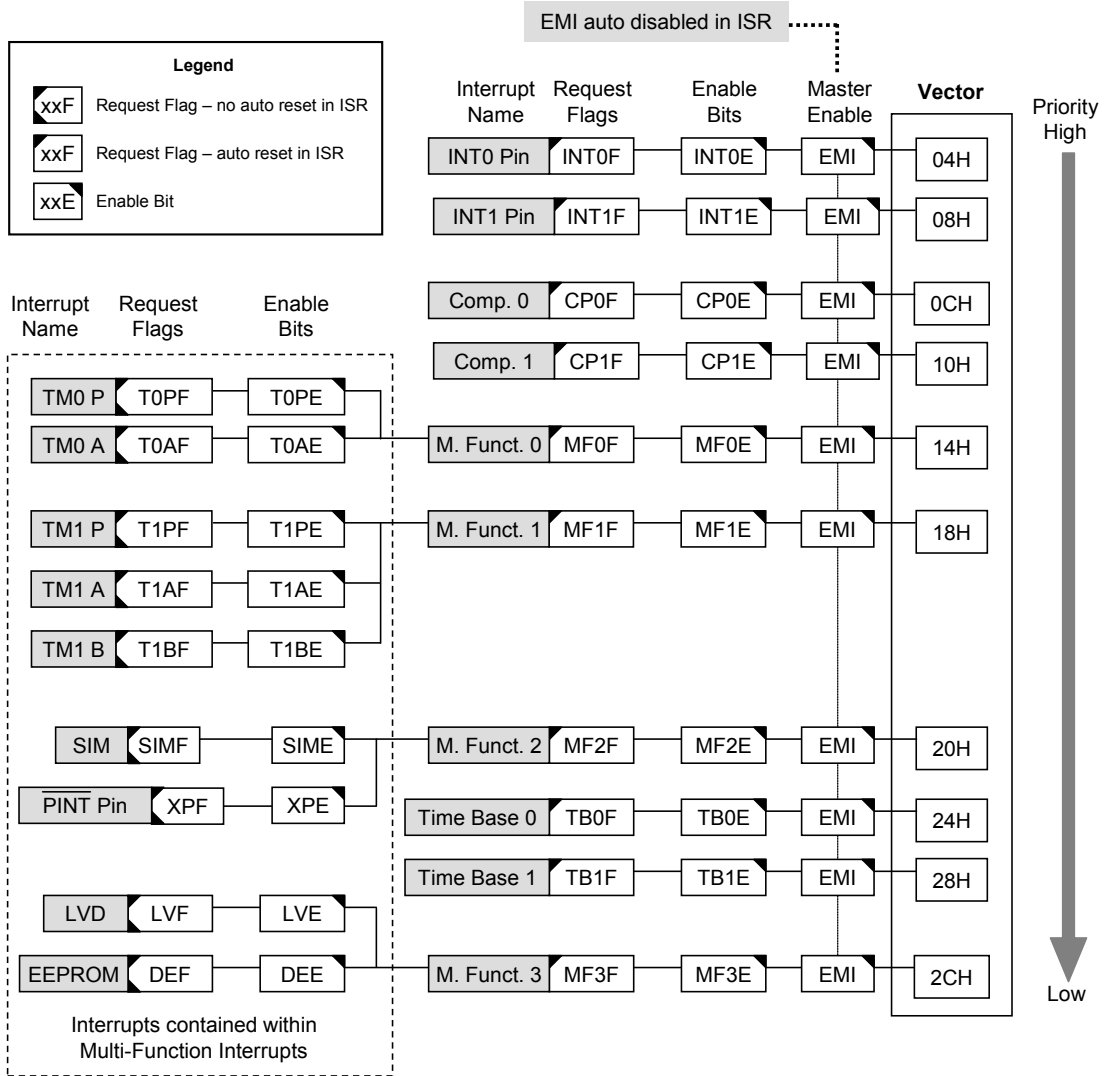 EMI auto disabled in ISR
Legend
xxF Request Flag – no auto reset in ISR
xxF Request Flag – auto reset in ISR
xxE Enable Bit
Interrupt Name
Request Flags
Enable Bits
Master Enable
Vector
Priority High
INT0 Pin INT0F INT0E EMI 04H
INT1 Pin INT1F INT1E EMI 08H
Comp. 0 CP0F CP0E EMI 0CH
Comp. 1 CP1F CP1E EMI 10H
Interrupt Name
Request Flags
Enable Bits
TM0 P T0PF T0PE
TM0 A T0AF T0AE M. Funct. 0 MF0F MF0E EMI 14H
TM1 P T1PF T1PE M. Funct. 1 MF1F MF1E EMI 18H
TM1 A T1AF T1AE
TM1 B T1BF T1BE
SIM SIMF SIME M. Funct. 2 MF2F MF2E EMI 20H
PINT Pin XPF XPE
Time Base 0 TB0F TB0E EMI 24H
Time Base 1 TB1F TB1E EMI 28H
LVD LVF LVE
EEPROM DEF DEE M. Funct. 3 MF3F MF3E EMI 2CH
Low
Interrupts contained within
Multi-Function Interrupts